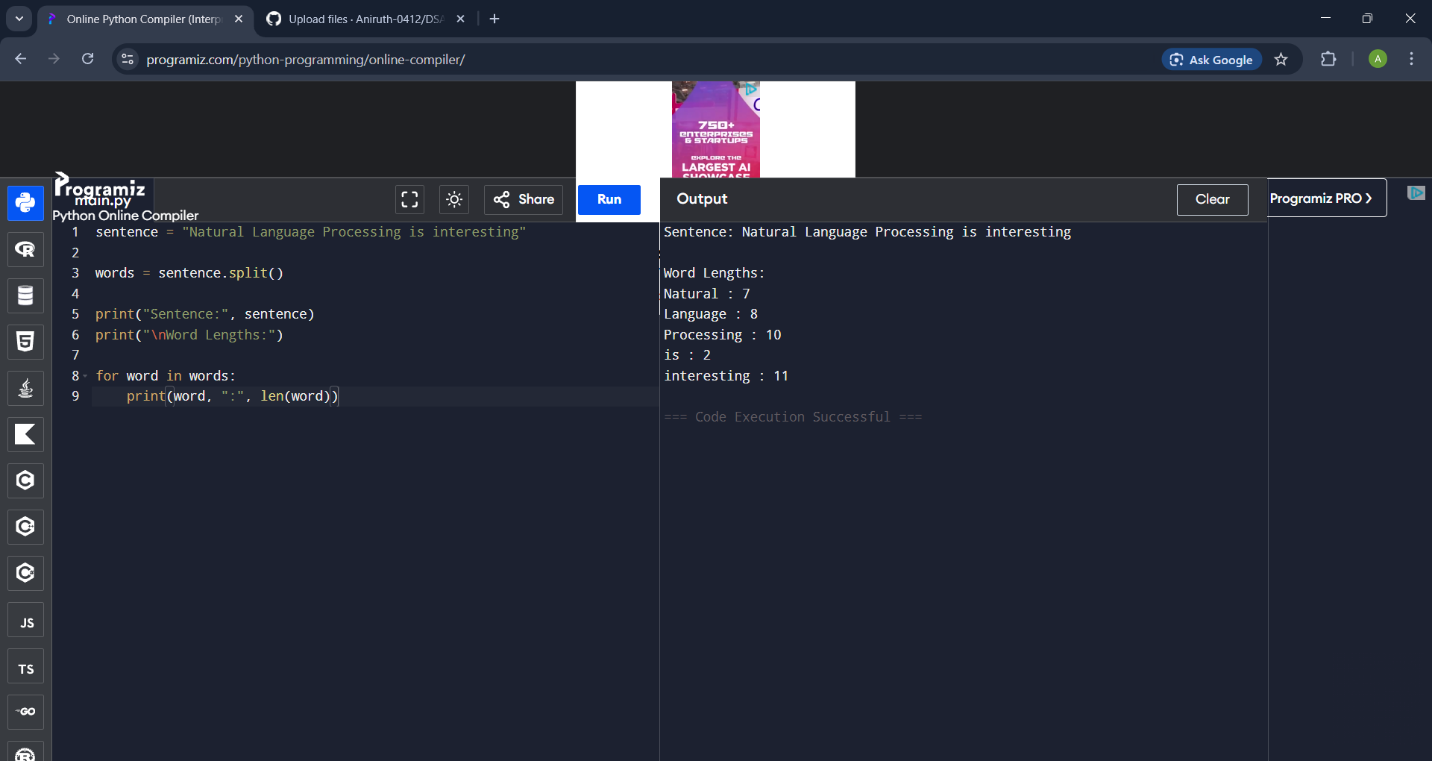 Online Python Compiler (Interp
Upload files · Aniruth-0412/DSA
programiz.com/python-programming/online-compiler/
Ask Google
A
750+
ENTERPRISES
& STARTUPS
EXPLORE THE
LARGEST AI
SHOWCASE
Programiz
main.py
Python Online Compiler
Share
Run
Output
Clear
Programiz PRO >
1 sentence = "Natural Language Processing is interesting"
2
3 words = sentence.split()
4
5 print("Sentence:", sentence)
6 print("\nWord Lengths:")
7
8 for word in words:
9 print(word, ":", len(word))
Sentence: Natural Language Processing is interesting
Word Lengths:
Natural : 7
Language : 8
Processing : 10
is : 2
interesting : 11
=== Code Execution Successful ===
R
5
C
C
C
JS
TS
GO
R